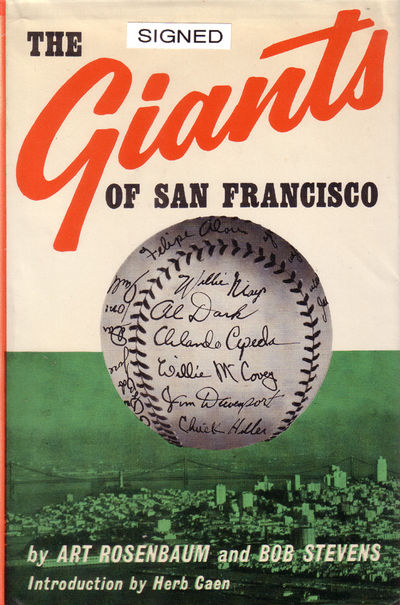 SIGNED
THE
Giants
OF SAN FRANCISCO
Felipe Alou
Willie Mays
Al Dark
Orlando Cepeda
Willie McCovey
Jim Davenport
Chuck Hiller
by ART ROSENBAUM and BOB STEVENS
Introduction by Herb Caen